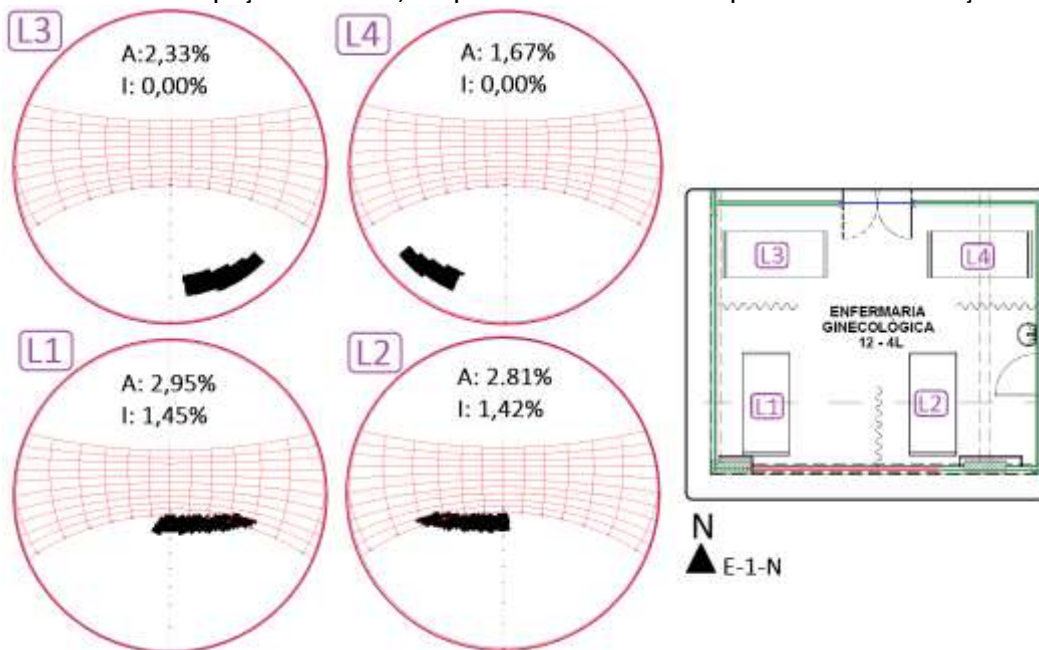 L3
A:2,33%
I: 0,00%
L4
A: 1,67%
I: 0,00%
L1
A: 2,95%
I: 1,45%
L2
A: 2.81%
I: 1,42%
L3
L4
ENFERMARIA
GINECOLÓGICA
12 - 4L
L1
L2
N
E-1-N